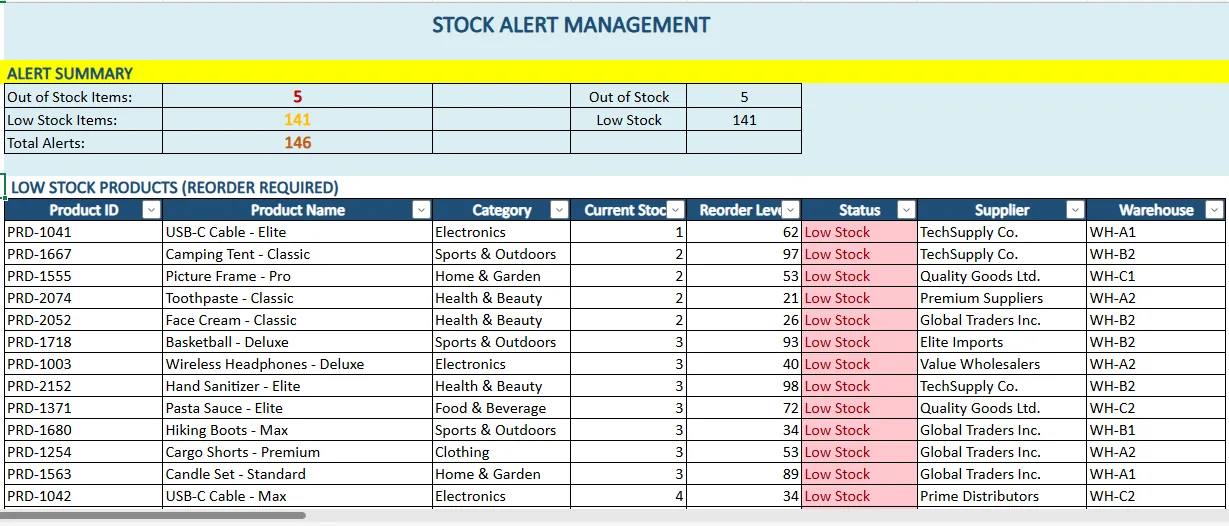 STOCK ALERT MANAGEMENT
ALERT SUMMARY
Out of Stock Items: 5 Out of Stock 5
Low Stock Items: 141 Low Stock 141
Total Alerts: 146
LOW STOCK PRODUCTS (REORDER REQUIRED)
Product ID Product Name Category Current Stoc Reorder Leve Status Supplier Warehouse
PRD-1041 USB-C Cable - Elite Electronics 1 62 Low Stock TechSupply Co. WH-A1
PRD-1667 Camping Tent - Classic Sports & Outdoors 2 97 Low Stock TechSupply Co. WH-B2
PRD-1555 Picture Frame - Pro Home & Garden 2 53 Low Stock Quality Goods Ltd. WH-C1
PRD-2074 Toothpaste - Classic Health & Beauty 2 21 Low Stock Premium Suppliers WH-A2
PRD-2052 Face Cream - Classic Health & Beauty 2 26 Low Stock Global Traders Inc. WH-B2
PRD-1718 Basketball - Deluxe Sports & Outdoors 3 93 Low Stock Elite Imports WH-B2
PRD-1003 Wireless Headphones - Deluxe Electronics 3 40 Low Stock Value Wholesalers WH-A2
PRD-2152 Hand Sanitizer - Elite Health & Beauty 3 98 Low Stock TechSupply Co. WH-B2
PRD-1371 Pasta Sauce - Elite Food & Beverage 3 72 Low Stock Quality Goods Ltd. WH-C2
PRD-1680 Hiking Boots - Max Sports & Outdoors 3 34 Low Stock Global Traders Inc. WH-B1
PRD-1254 Cargo Shorts - Premium Clothing 3 53 Low Stock Global Traders Inc. WH-A2
PRD-1563 Candle Set - Standard Home & Garden 3 89 Low Stock Global Traders Inc. WH-A1
PRD-1042 USB-C Cable - Max Electronics 4 34 Low Stock Prime Distributors WH-C2